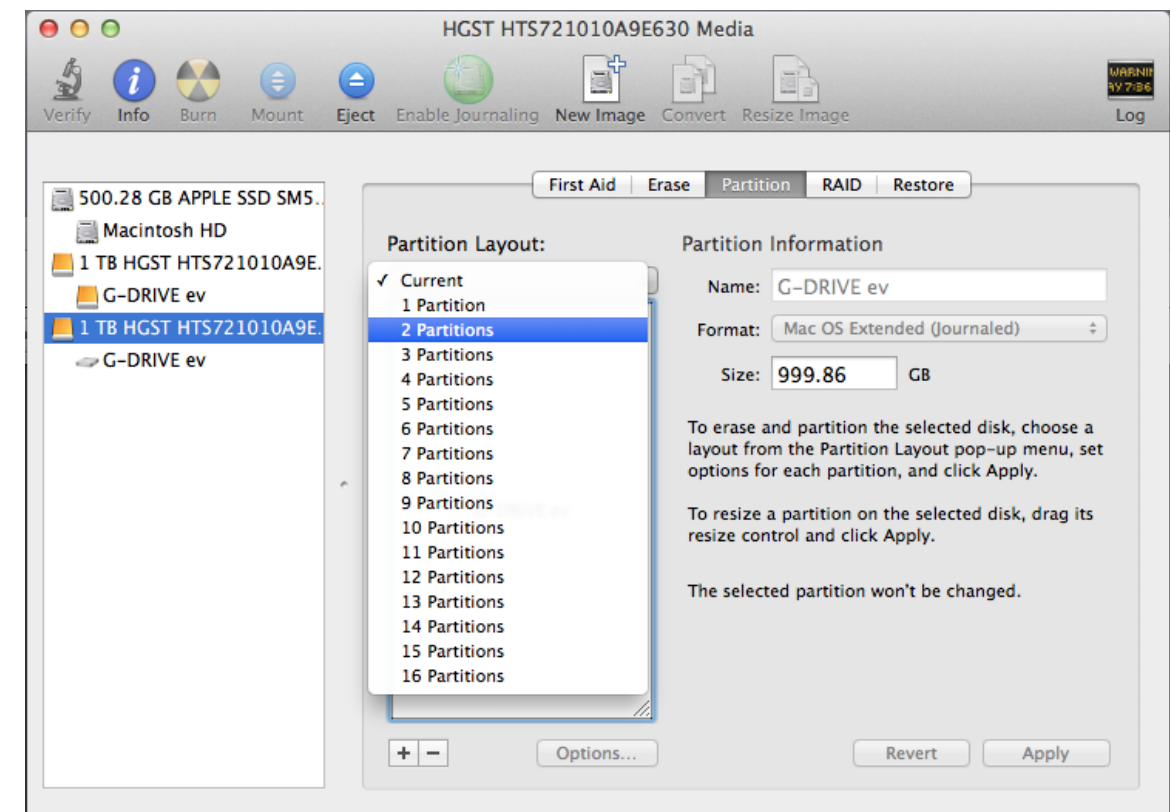 HGST HTS721010A9E630 Media
Verify Info Burn Mount Eject Enable Journaling New Image Convert Resize Image Log
WARNIN
AY 7:36
First Aid Erase Partition RAID Restore
500.28 GB APPLE SSD SM5..
Macintosh HD
1 TB HGST HTS721010A9E.
G-DRIVE ev
1 TB HGST HTS721010A9E.
G-DRIVE ev
Partition Layout:
✓ Current
1 Partition
2 Partitions
3 Partitions
4 Partitions
5 Partitions
6 Partitions
7 Partitions
8 Partitions
9 Partitions
10 Partitions
11 Partitions
12 Partitions
13 Partitions
14 Partitions
15 Partitions
16 Partitions
+ −
Options...
Partition Information
Name: G-DRIVE ev
Format: Mac OS Extended (Journaled)
Size: 999.86 GB
To erase and partition the selected disk, choose a
layout from the Partition Layout pop-up menu, set
options for each partition, and click Apply.
To resize a partition on the selected disk, drag its
resize control and click Apply.
The selected partition won't be changed.
Revert Apply